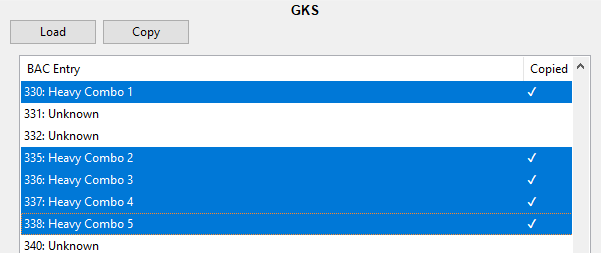 GKS
Load Copy
BAC Entry Copied
330: Heavy Combo 1 ✓
331: Unknown
332: Unknown
335: Heavy Combo 2 ✓
336: Heavy Combo 3 ✓
337: Heavy Combo 4 ✓
338: Heavy Combo 5 ✓
340: Unknown